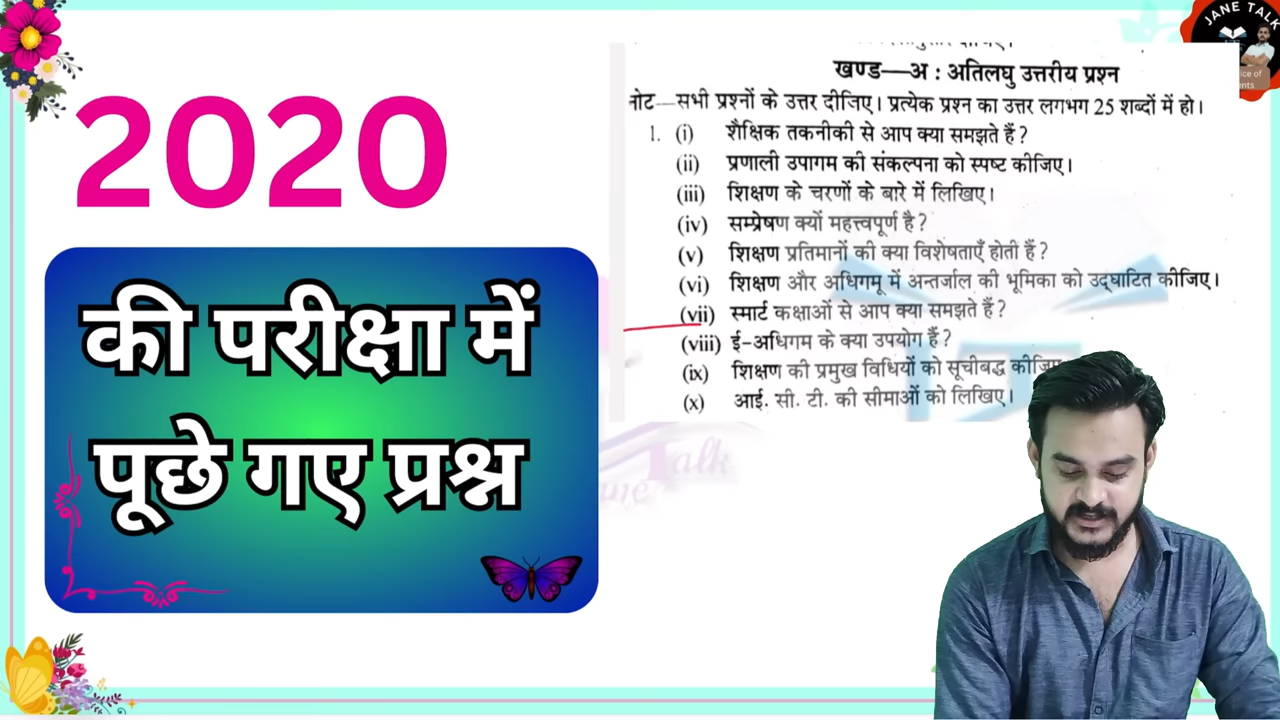 2020
की परीक्षा में
पूछे गए प्रश्न
खण्ड—अ : अतिलघु उत्तरीय प्रश्न
नोट—सभी प्रश्नों के उत्तर दीजिए। प्रत्येक प्रश्न का उत्तर लगभग 25 शब्दों में हो।
1. (i) शैक्षिक तकनीकी से आप क्या समझते हैं?
(ii) प्रणाली उपागम की संकल्पना को स्पष्ट कीजिए।
(iii) शिक्षण के चरणों के बारे में लिखिए।
(iv) सम्प्रेषण क्यों महत्त्वपूर्ण है?
(v) शिक्षण प्रतिमानों की क्या विशेषताएँ होती हैं?
(vi) शिक्षण और अधिगमू में अन्तर्जाल की भूमिका को उद्घाटित कीजिए।
(vii) स्मार्ट कक्षाओं से आप क्या समझते हैं?
(viii) ई-अधिगम के क्या उपयोग हैं?
(ix) शिक्षण की प्रमुख विधियों को सूचीबद्ध
(x) आई. सी. टी. की सीमाओं को लिखिए।
JANE TALK
Talk